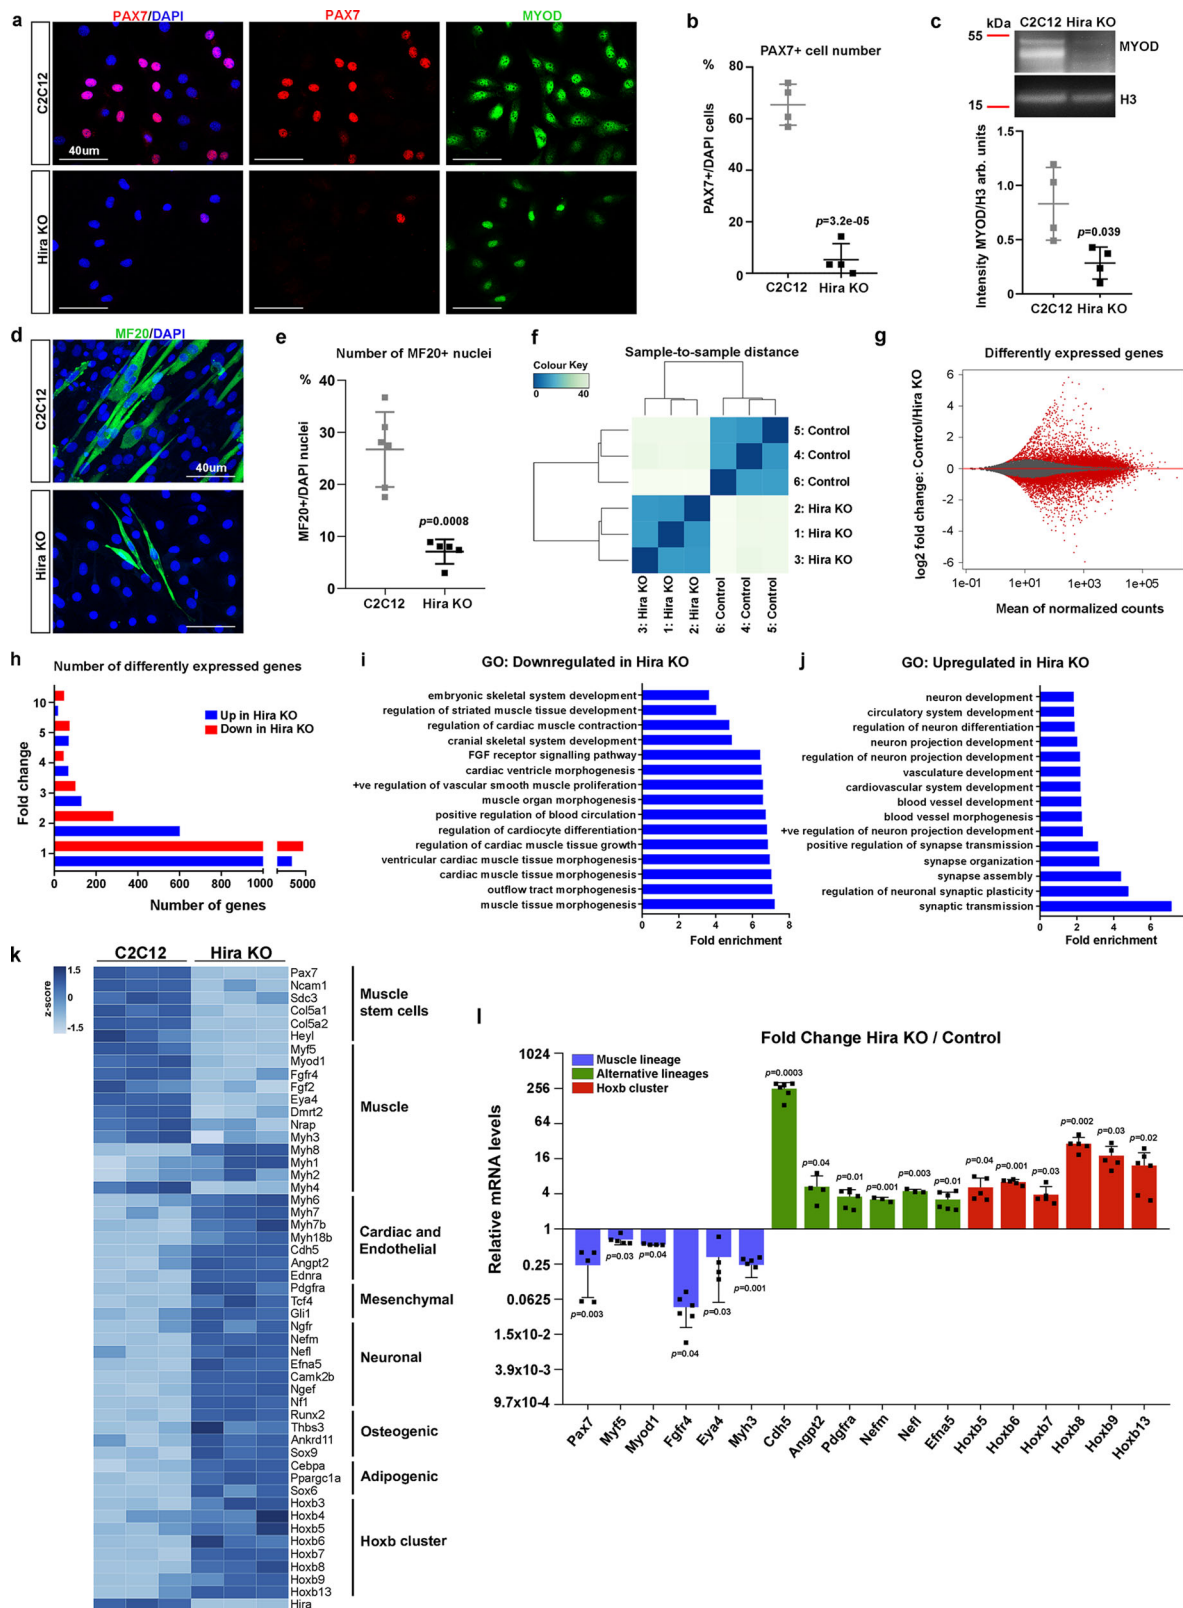 a
PAX7/DAPI
PAX7
MYOD
C2C12
40um
Hira KO
b
PAX7+ cell number
%
80
60
40
20
0
PAX7+/DAPI cells
p=3.2e-05
C2C12 Hira KO
c
kDa C2C12 Hira KO
55
MYOD
15
H3
1.5
1.0
0.5
0
Intensity MYOD/H3 arb. units
p=0.039
C2C12 Hira KO
d
MF20/DAPI
C2C12
40um
Hira KO
e
Number of MF20+ nuclei
%
40
30
20
10
0
MF20+/DAPI nuclei
p=0.0008
C2C12 Hira KO
f
Sample-to-sample distance
Colour Key
0 40
5: Control
4: Control
6: Control
2: Hira KO
1: Hira KO
3: Hira KO
3: Hira KO
1: Hira KO
2: Hira KO
6: Control
4: Control
5: Control
g
Differently expressed genes
log2 fold change: Control/Hira KO
6
4
2
0
-2
-4
-6
1e-01 1e+01 1e+03 1e+05
Mean of normalized counts
h
Number of differently expressed genes
Fold change
10
5
4
3
2
1
Up in Hira KO
Down in Hira KO
0 200 400 600 800 1000 5000
Number of genes
i
GO: Downregulated in Hira KO
embryonic skeletal system development
regulation of striated muscle tissue development
regulation of cardiac muscle contraction
cranial skeletal system development
FGF receptor signalling pathway
cardiac ventricle morphogenesis
+ve regulation of vascular smooth muscle proliferation
muscle organ morphogenesis
positive regulation of blood circulation
regulation of cardiocyte differentiation
regulation of cardiac muscle tissue growth
ventricular cardiac muscle tissue morphogenesis
cardiac muscle tissue morphogenesis
outflow tract morphogenesis
muscle tissue morphogenesis
0 2 4 6 8
Fold enrichment
j
GO: Upregulated in Hira KO
neuron development
circulatory system development
regulation of neuron differentiation
neuron projection development
regulation of neuron projection development
vasculature development
cardiovascular system development
blood vessel development
blood vessel morphogenesis
+ve regulation of neuron projection development
positive regulation of synapse transmission
synapse organization
synapse assembly
regulation of neuronal synaptic plasticity
synaptic transmission
0 2 4 6
Fold enrichment
k
C2C12 Hira KO
z-score
1.5
0
-1.5
Pax7
Ncam1
Sdc3
Col5a1
Col5a2
Heyl
Myf5
Myod1
Fgfr4
Fgf2
Eya4
Dmrt2
Nrap
Myh3
Myh8
Myh1
Myh2
Myh4
Myh6
Myh7
Myh7b
Myh18b
Cdh5
Angpt2
Ednra
Pdgfra
Tcf4
Gli1
Ngfr
Nefm
Nefl
Efna5
Camk2b
Ngef
Nf1
Runx2
Thbs3
Ankrd11
Sox9
Cebpa
Ppargc1a
Sox6
Hoxb3
Hoxb4
Hoxb5
Hoxb6
Hoxb7
Hoxb8
Hoxb9
Hoxb13
Hira
Muscle
stem cells
Muscle
Cardiac and
Endothelial
Mesenchymal
Neuronal
Osteogenic
Adipogenic
Hoxb cluster
l
Fold Change Hira KO / Control
Relative mRNA levels
1024
256
64
16
4
1
0.25
0.0625
1.5x10-2
3.9x10-3
9.7x10-4
Muscle lineage
Alternative lineages
Hoxb cluster
p=0.003
p=0.03
p=0.04
p=0.04
p=0.03
p=0.001
p=0.0003
p=0.04
p=0.01
p=0.001
p=0.003
p=0.01
p=0.04
p=0.001
p=0.03
p=0.002
p=0.03
p=0.02
Pax7
Myf5
Myod1
Fgfr4
Eya4
Myh3
Cdh5
Angpt2
Pdgfra
Nefm
Nefl
Efna5
Hoxb5
Hoxb6
Hoxb7
Hoxb8
Hoxb9
Hoxb13